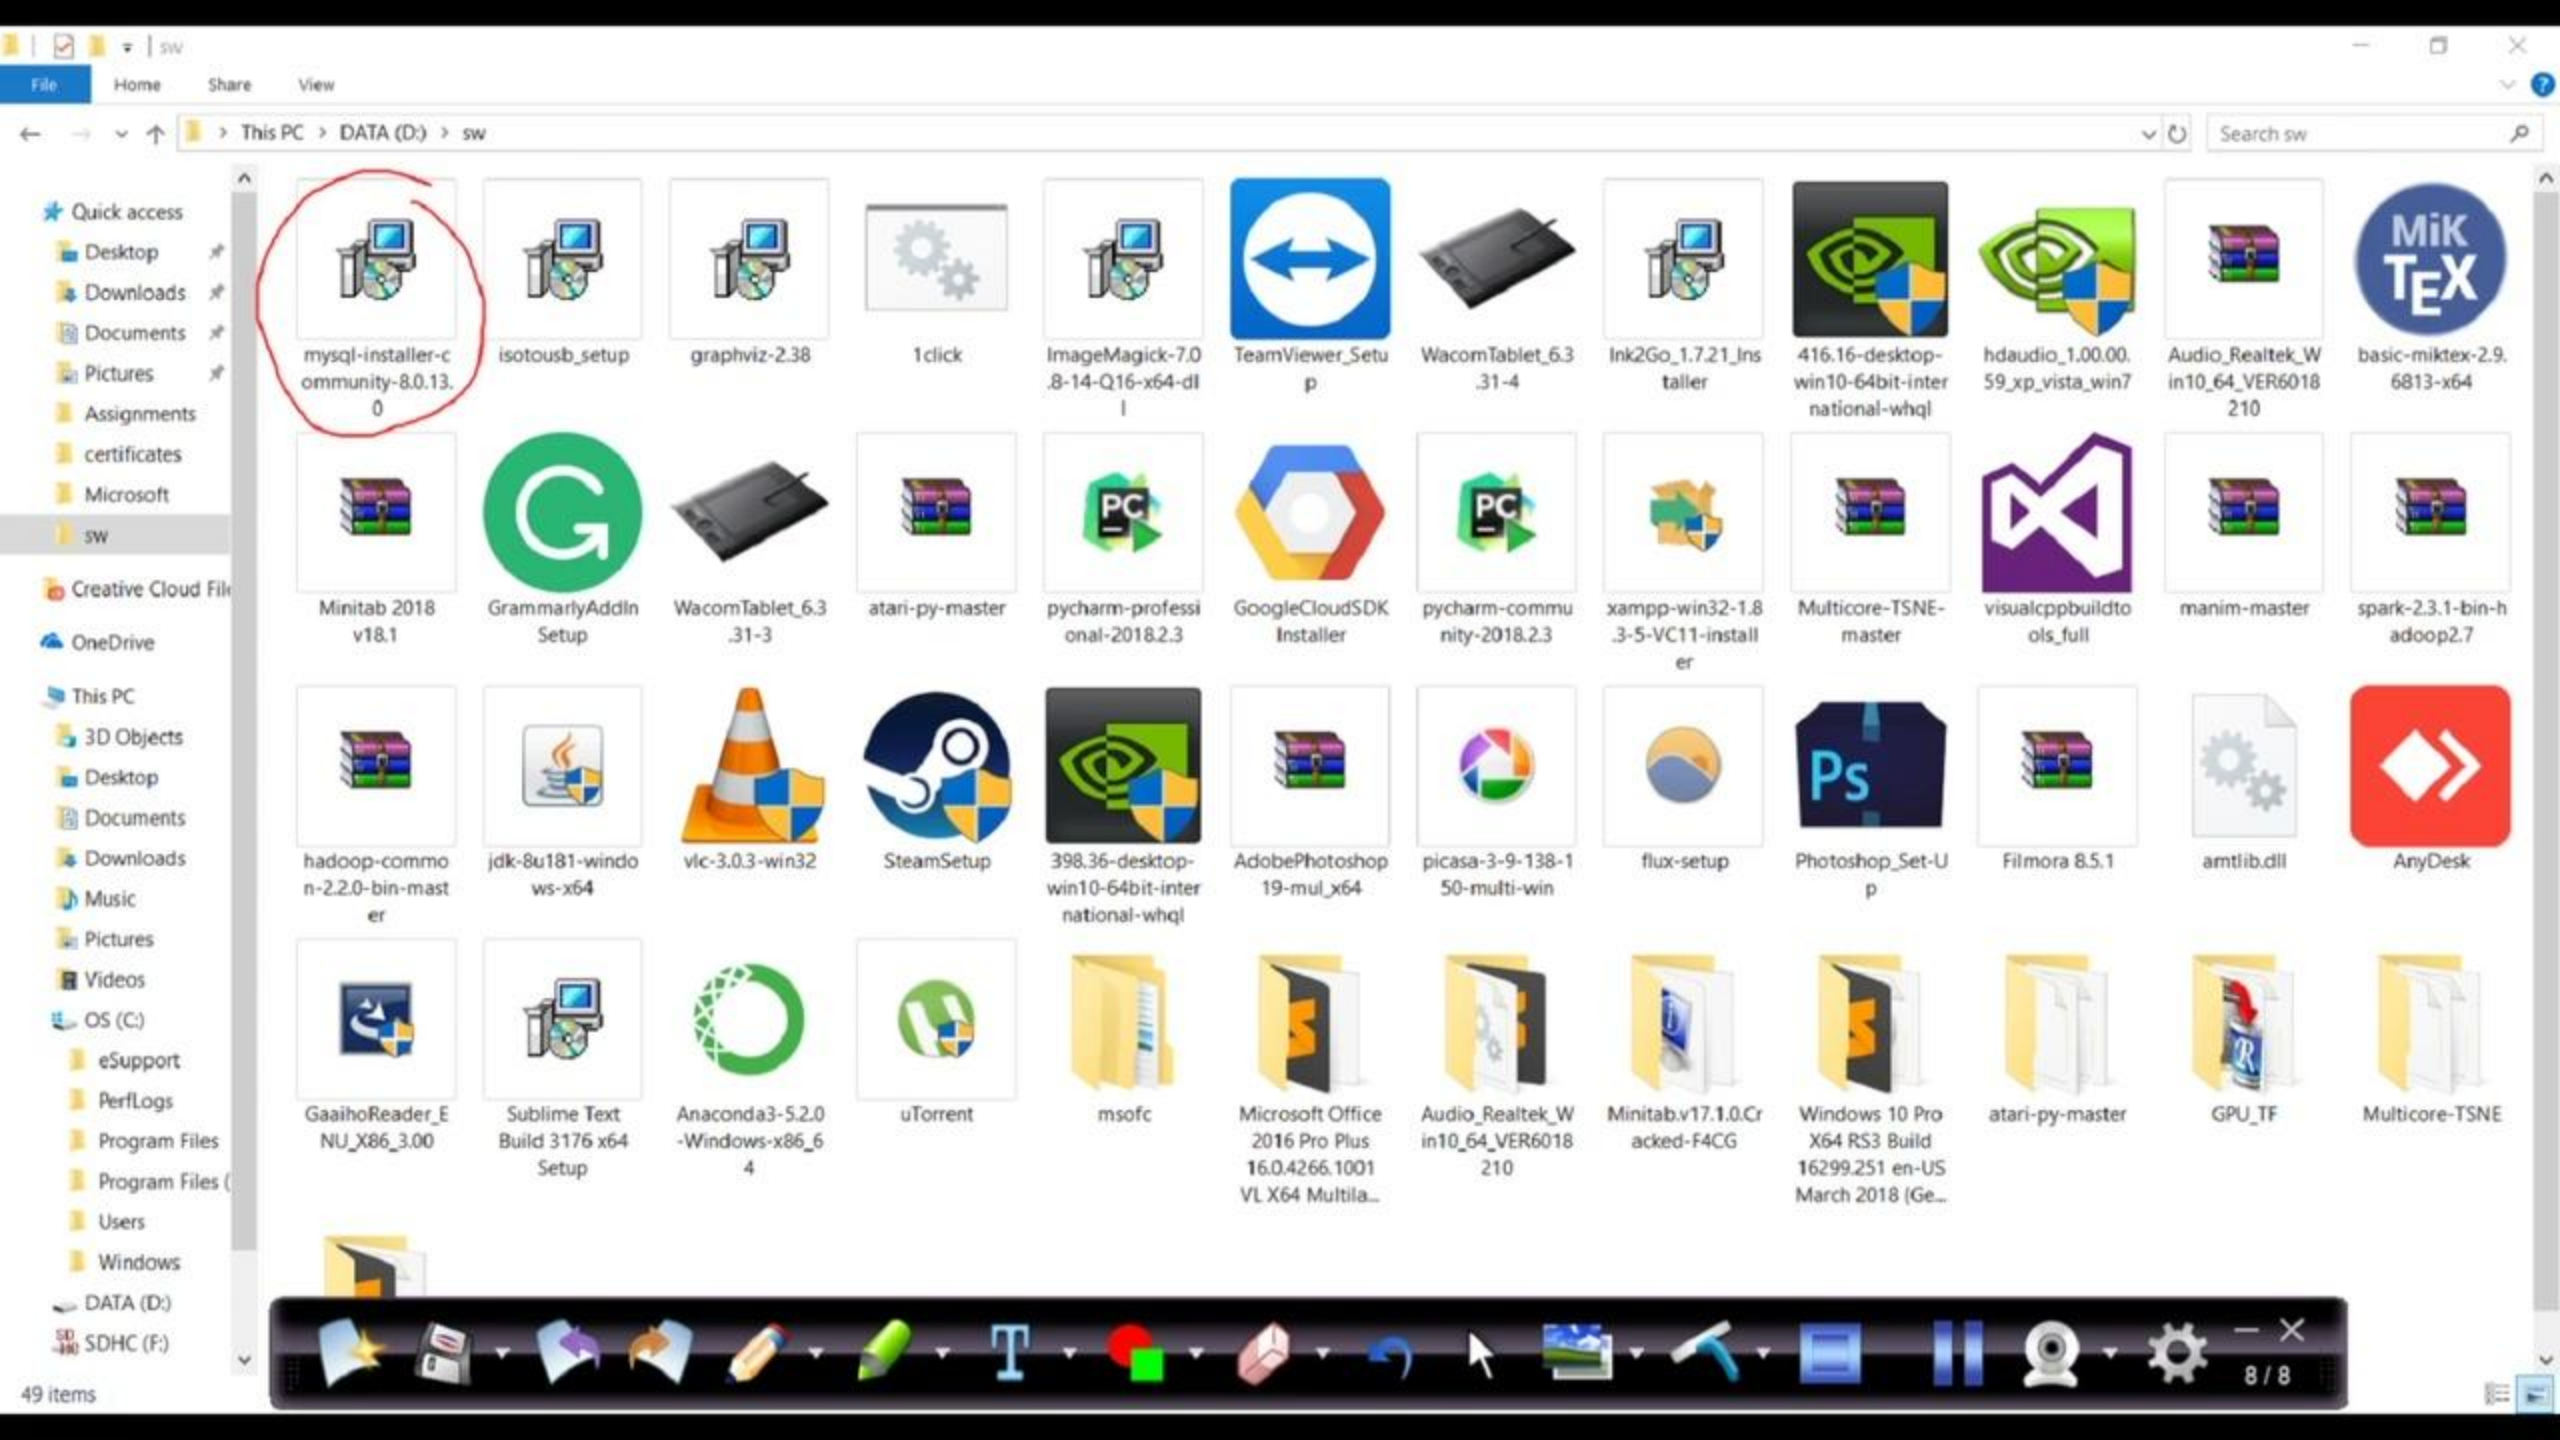 sw
File
Home
Share
View
This PC > DATA (D:) > sw
Search sw
Quick access
Desktop
Downloads
Documents
Pictures
Assignments
certificates
Microsoft
sw
Creative Cloud File
OneDrive
This PC
3D Objects
Desktop
Documents
Downloads
Music
Pictures
Videos
OS (C:)
eSupport
PerfLogs
Program Files
Program Files (
Users
Windows
DATA (D:)
SDHC (F:)
49 items
mysql-installer-c
ommunity-8.0.13.
0
isotousb_setup
graphviz-2.38
1click
ImageMagick-7.0
.8-14-Q16-x64-dl
l
TeamViewer_Setu
p
WacomTablet_6.3
.31-4
Ink2Go_1.7.21_Ins
taller
416.16-desktop-
win10-64bit-inter
national-whql
hdaudio_1.00.00.
59_xp_vista_win7
Audio_Realtek_W
in10_64_VER6018
210
MiK
TEX
basic-miktex-2.9.
6813-x64
Minitab 2018
v18.1
GrammarlyAddIn
Setup
WacomTablet_6.3
.31-3
atari-py-master
PC
pycharm-professi
onal-2018.2.3
GoogleCloudSDK
Installer
PC
pycharm-commu
nity-2018.2.3
xampp-win32-1.8
.3-5-VC11-install
er
Multicore-TSNE-
master
visualcppbuildto
ols_full
manim-master
spark-2.3.1-bin-h
adoop2.7
hadoop-commo
n-2.2.0-bin-mast
er
jdk-8u181-windo
ws-x64
vlc-3.0.3-win32
SteamSetup
398.36-desktop-
win10-64bit-inter
national-whql
AdobePhotoshop
19-mul_x64
picasa-3-9-138-1
50-multi-win
flux-setup
Ps
Photoshop_Set-U
p
Filmora 8.5.1
amtlib.dll
AnyDesk
GaaihoReader_E
NU_X86_3.00
Sublime Text
Build 3176 x64
Setup
Anaconda3-5.2.0
-Windows-x86_6
4
uTorrent
msofc
Microsoft Office
2016 Pro Plus
16.0.4266.1001
VL X64 Multila...
Audio_Realtek_W
in10_64_VER6018
210
Minitab.v17.1.0.Cr
acked-F4CG
Windows 10 Pro
X64 RS3 Build
16299.251 en-US
March 2018 (Ge...
atari-py-master
GPU_TF
Multicore-TSNE
8/8